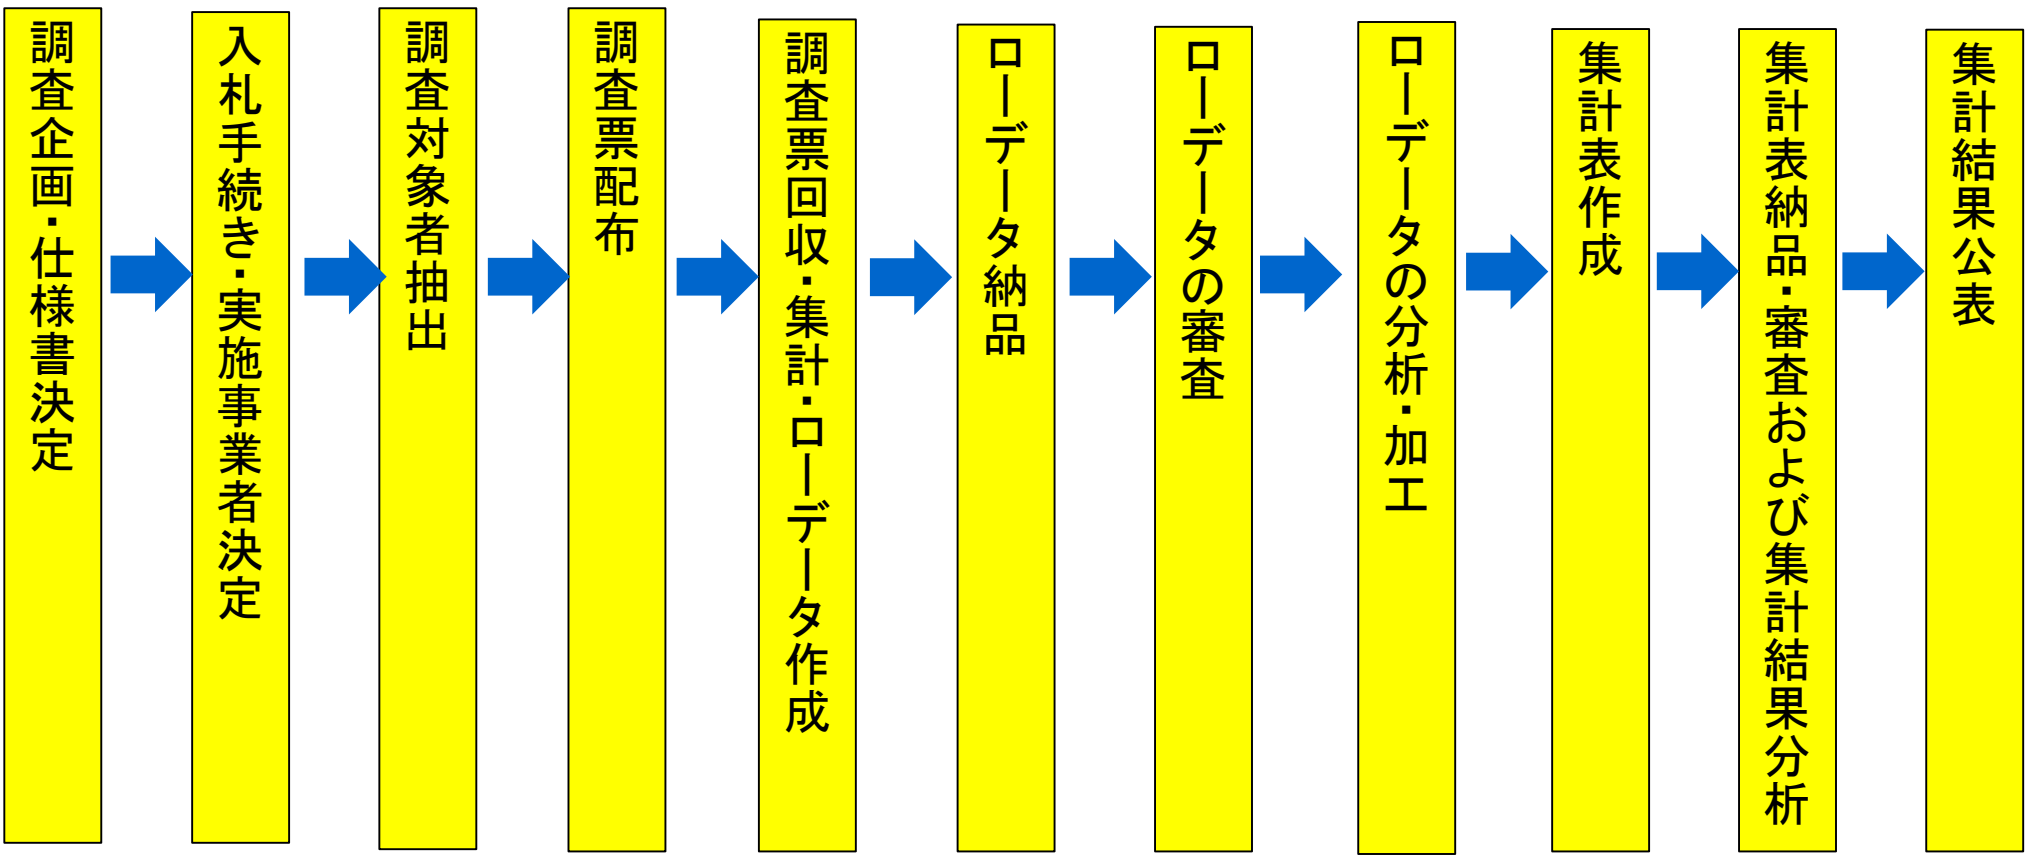 調査企画・仕様書決定
入札手続き・実施事業者決定
調査対象者抽出
調査票配布
調査票回収・集計・ローデータ作成
ローデータ納品
ローデータの審査
ローデータの分析・加工
集計表作成
集計表納品・審査および集計結果分析
集計結果公表